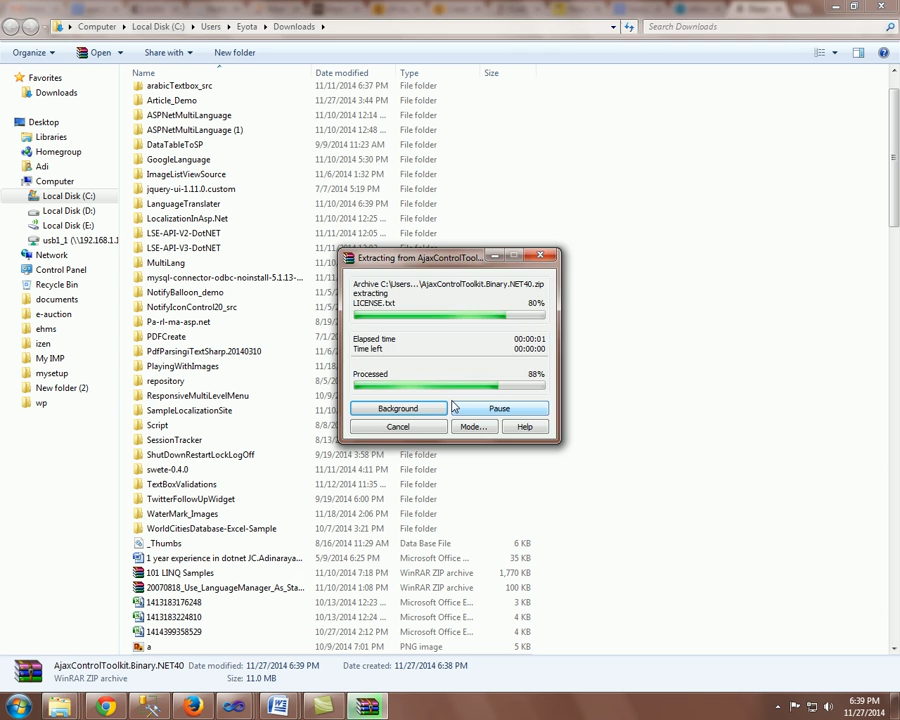 Computer ▸ Local Disk (C:) ▸ Users ▸ Eyota ▸ Downloads ▸
Search Downloads
Organize Open Share with New folder
Favorites
Downloads
Desktop
Libraries
Homegroup
Adi
Computer
Local Disk (C:)
Local Disk (D:)
Local Disk (E:)
usb1_1 (\\192.168.1.1
Network
Control Panel
Recycle Bin
documents
e-auction
ehms
izen
My IMP
mysetup
New folder (2)
wp
Name Date modified Type Size
arabicTextbox_src 11/11/2014 6:37 PM File folder
Article_Demo 11/27/2014 3:44 PM File folder
ASPNetMultiLanguage 11/10/2014 12:14 ... File folder
ASPNetMultiLanguage (1) 11/10/2014 12:48 ... File folder
DataTableToSP 9/9/2014 11:23 AM File folder
GoogleLanguage 11/10/2014 5:30 PM File folder
ImageListViewSource 11/6/2014 1:32 PM File folder
jquery-ui-1.11.0.custom 7/7/2014 5:19 PM File folder
LanguageTranslater 11/10/2014 6:39 PM File folder
LocalizationInAsp.Net 11/10/2014 12:25 ... File folder
LSE-API-V2-DotNET
LSE-API-V3-DotNET
MultiLang
mysql-connector-odbc-noinstall-5.1.13-...
NotifyBalloon_demo
NotifyIconControl20_src
Pa-rl-ma-asp.net
PDFCreate
PdfParsingiTextSharp.20140310
PlayingWithImages
repository
ResponsiveMultiLevelMenu
SampleLocalizationSite
Script
SessionTracker
ShutDownRestartLockLogOff 9/19/2014 3:58 PM File folder
swete-0.4.0 11/11/2014 4:11 PM File folder
TextBoxValidations 11/12/2014 11:35 ... File folder
TwitterFollowUpWidget 9/19/2014 6:00 PM File folder
WaterMark_Images 11/18/2014 2:06 PM File folder
WorldCitiesDatabase-Excel-Sample 10/7/2014 3:21 PM File folder
_Thumbs 8/16/2014 11:29 AM Data Base File 6 KB
1 year experience in dotnet JC.Adinaraya... 5/9/2014 6:25 PM Microsoft Office ... 35 KB
101 LINQ Samples 11/10/2014 7:18 PM WinRAR ZIP archive 1,770 KB
20070818_Use_LanguageManager_As_Sta... 11/10/2014 1:08 PM WinRAR ZIP archive 100 KB
1413183176248 10/13/2014 12:23 ... Microsoft Office E... 3 KB
1413183224810 10/13/2014 12:24 ... Microsoft Office E... 4 KB
1414399358529 10/27/2014 2:12 PM Microsoft Office E... 4 KB
a 10/9/2014 7:01 PM PNG image 5 KB
Extracting from AjaxControlTool...
Archive C:\Users...\AjaxControlToolkit.Binary.NET40.zip
extracting
LICENSE.txt 80%
Elapsed time 00:00:01
Time left 00:00:00
Processed 88%
Background Pause
Cancel Mode... Help
AjaxControlToolkit.Binary.NET40 Date modified: 11/27/2014 6:39 PM Date created: 11/27/2014 6:38 PM
WinRAR ZIP archive Size: 11.0 MB
6:39 PM
11/27/2014